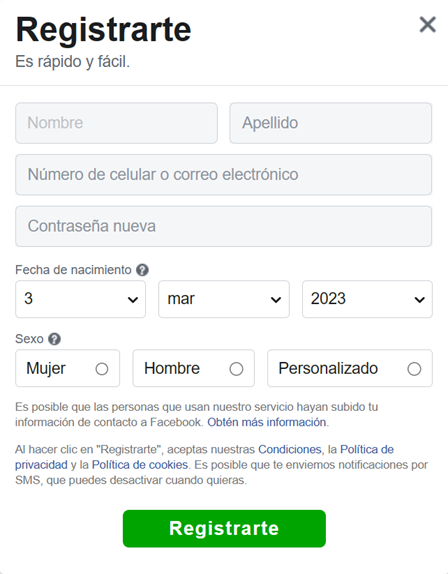 Registrarte
Es rápido y fácil.
Nombre
Apellido
Número de celular o correo electrónico
Contraseña nueva
Fecha de nacimiento ?
3 mar 2023
Sexo ?
Mujer Hombre Personalizado
Es posible que las personas que usan nuestro servicio hayan subido tu
información de contacto a Facebook. Obtén más información.
Al hacer clic en "Registrarte", aceptas nuestras Condiciones, la Política de
privacidad y la Política de cookies. Es posible que te enviemos notificaciones por
SMS, que puedes desactivar cuando quieras.
Registrarte